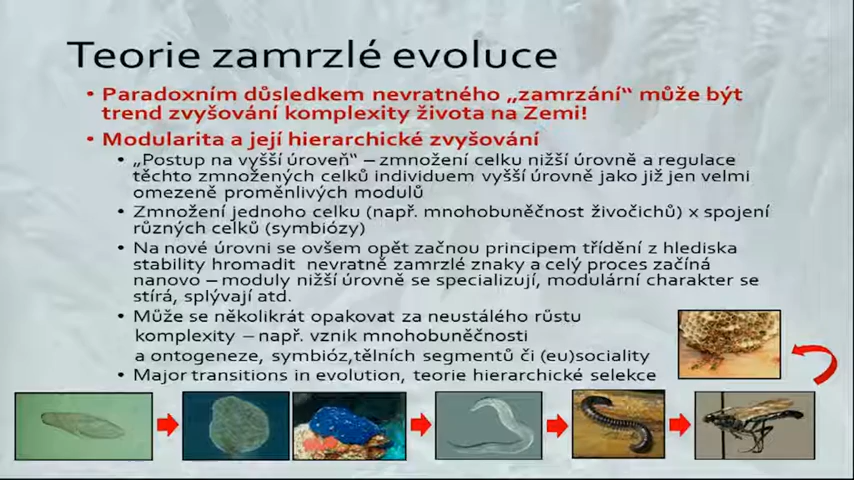 Teorie zamrzlé evoluce
• Paradoxním důsledkem nevratného „zamrzání“ může být
trend zvyšování komplexity života na Zemi!
• Modularita a její hierarchické zvyšování
• „Postup na vyšší úroveň“ – zmnožení celku nižší úrovně a regulace
těchto zmnožených celků individuem vyšší úrovně jako již jen velmi
omezeně proměnlivých modulů
• Zmnožení jednoho celku (např. mnohobuněčnost živočichů) x spojení
různých celků (symbiózy)
• Na nové úrovni se ovšem opět začnou principem třídění z hlediska
stability hromadit nevratně zamrzlé znaky a celý proces začíná
nanovo – moduly nižší úrovně se specializují, modulární charakter se
stírá, splývají atd.
• Může se několikrát opakovat za neustálého růstu
komplexity – např. vznik mnohobuněčnosti
a ontogeneze, symbióz,tělních segmentů či (eu)sociality
• Major transitions in evolution, teorie hierarchické selekce